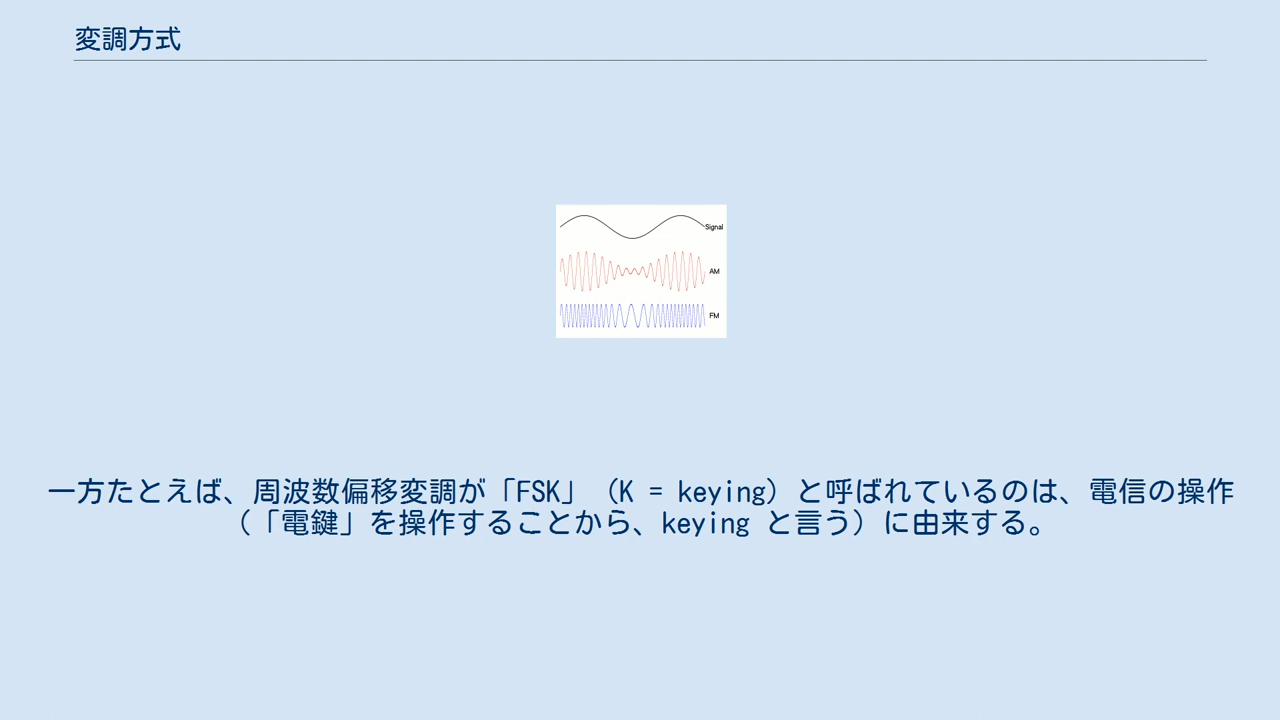 変調方式
Signal
AM
FM
一方たとえば、周波数偏移変調が「FSK」（K = keying）と呼ばれているのは、電信の操作
（「電鍵」を操作することから、keying と言う）に由来する。